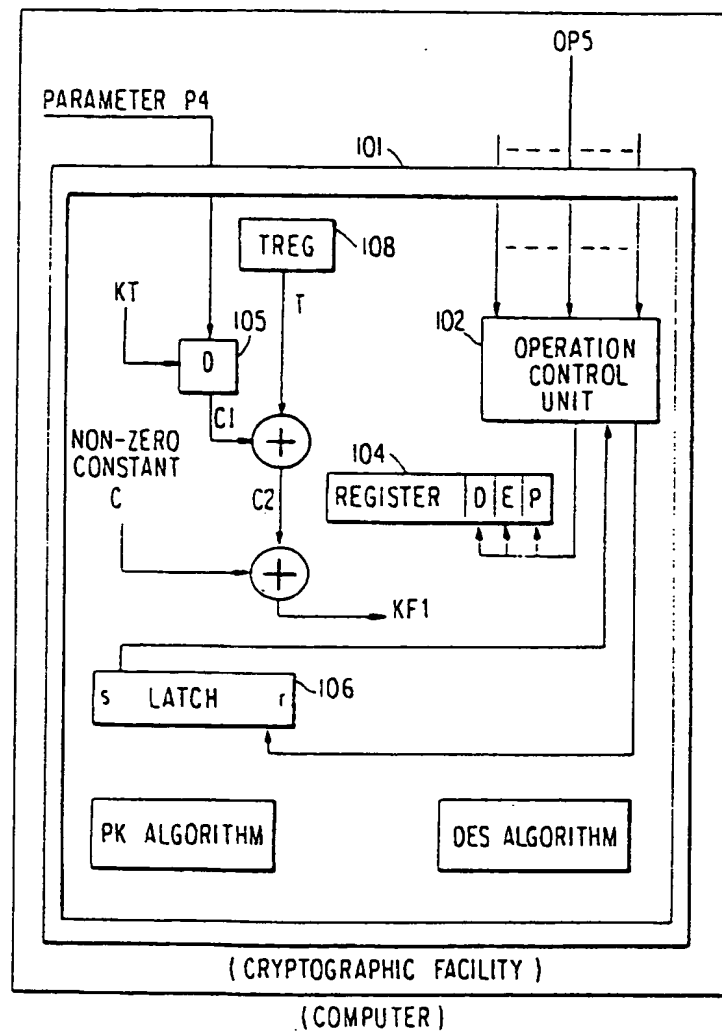 OPS
PARAMETER P4
101
TREG
108
KT
T
105
D
102
OPERATION
CONTROL
UNIT
C1
NON-ZERO
CONSTANT
C
C2
104
REGISTER D E P
KF1
s LATCH r
106
PK ALGORITHM
DES ALGORITHM
(CRYPTOGRAPHIC FACILITY)
(COMPUTER)